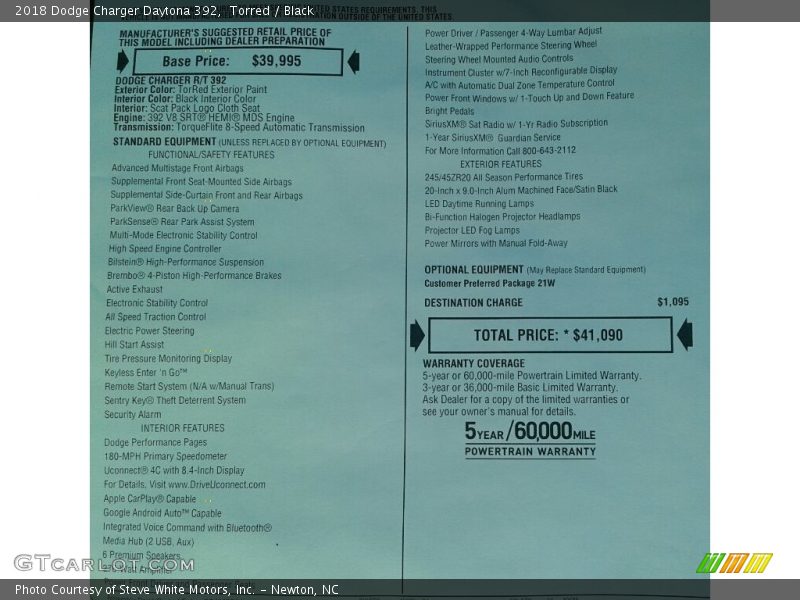 2018 Dodge Charger Daytona 392,  Torred / Black
STATES REQUIREMENTS. THIS
OUTSIDE OF THE UNITED STATES.
MANUFACTURER'S SUGGESTED RETAIL PRICE OF
THIS MODEL INCLUDING DEALER PREPARATION
Base Price: $39,995
DODGE CHARGER R/T 392
Exterior Color: TorRed Exterior Paint
Interior Color: Black Interior Color
Interior: Scat Pack Logo Cloth Seat
Engine: 392 V8 SRT® HEMI® MDS Engine
Transmission: TorqueFlite 8-Speed Automatic Transmission
STANDARD EQUIPMENT (UNLESS REPLACED BY OPTIONAL EQUIPMENT)
FUNCTIONAL/SAFETY FEATURES
Advanced Multistage Front Airbags
Supplemental Front Seat-Mounted Side Airbags
Supplemental Side-Curtain Front and Rear Airbags
ParkView® Rear Back Up Camera
ParkSense® Rear Park Assist System
Multi-Mode Electronic Stability Control
High Speed Engine Controller
Bilstein® High-Performance Suspension
Brembo® 4-Piston High-Performance Brakes
Active Exhaust
Electronic Stability Control
All Speed Traction Control
Electric Power Steering
Hill Start Assist
Tire Pressure Monitoring Display
Keyless Enter 'n Go™
Remote Start System (N/A w/Manual Trans)
Sentry Key® Theft Deterrent System
Security Alarm
INTERIOR FEATURES
Dodge Performance Pages
180-MPH Primary Speedometer
Uconnect® 4C with 8.4-Inch Display
For Details, Visit www.DriveUconnect.com
Apple CarPlay® Capable
Google Android Auto™ Capable
Integrated Voice Command with Bluetooth®
Media Hub (2 USB, Aux)
6 Premium Speakers
Amplifier
Power Driver / Passenger 4-Way Lumbar Adjust
Leather-Wrapped Performance Steering Wheel
Steering Wheel Mounted Audio Controls
Instrument Cluster w/7-Inch Reconfigurable Display
A/C with Automatic Dual Zone Temperature Control
Power Front Windows w/ 1-Touch Up and Down Feature
Bright Pedals
SiriusXM® Sat Radio w/ 1-Yr Radio Subscription
1-Year SiriusXM® Guardian Service
For More Information Call 800-643-2112
EXTERIOR FEATURES
245/45ZR20 All Season Performance Tires
20-Inch x 9.0-Inch Alum Machined Face/Satin Black
LED Daytime Running Lamps
Bi-Function Halogen Projector Headlamps
Projector LED Fog Lamps
Power Mirrors with Manual Fold-Away
OPTIONAL EQUIPMENT (May Replace Standard Equipment)
Customer Preferred Package 21W
DESTINATION CHARGE $1,095
TOTAL PRICE: * $41,090
WARRANTY COVERAGE
5-year or 60,000-mile Powertrain Limited Warranty.
3-year or 36,000-mile Basic Limited Warranty.
Ask Dealer for a copy of the limited warranties or
see your owner's manual for details.
5 YEAR/60,000 MILE
POWERTRAIN WARRANTY
GTcarlot.com
Photo Courtesy of Steve White Motors, Inc. – Newton, NC